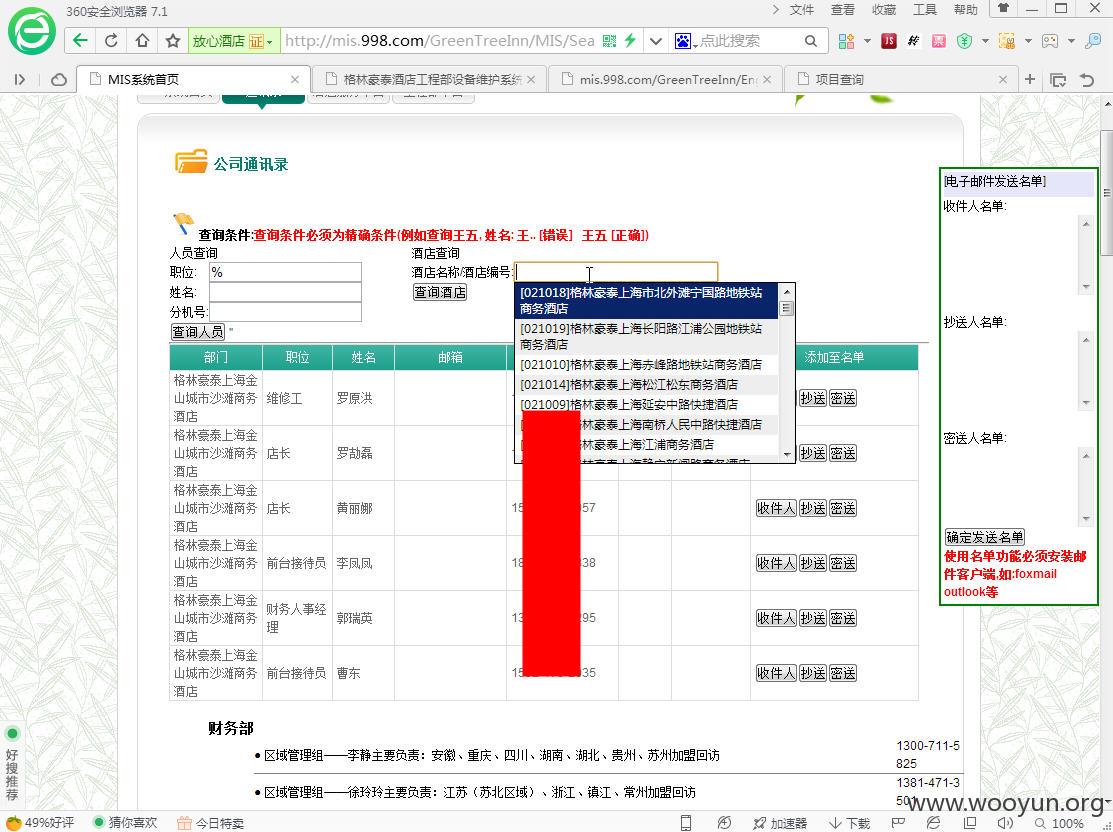 360安全浏览器 7.1
文件 查看 收藏 工具 帮助
放心酒店 证 http://mis.998.com/GreenTreeInn/MIS/Sea 点此搜索
MIS系统首页
格林豪泰酒店工程部设备维护系统
mis.998.com/GreenTreeInn/En
项目查询
公司通讯录
查询条件:查询条件必须为精确条件(例如查询王五, 姓名: 王.. [错误] 王五 [正确])
人员查询
职位: %
姓名:
分机号:
查询人员 "
酒店查询
酒店名称/酒店编号:
查询酒店
[021018]格林豪泰上海市北外滩宁国路地铁站
商务酒店
[021019]格林豪泰上海长阳路江浦公园地铁站
商务酒店
[021010]格林豪泰上海赤峰路地铁站商务酒店
[021014]格林豪泰上海松江松东商务酒店
[021009]格林豪泰上海延安中路快捷酒店
林豪泰上海南桥人民中路快捷酒店
林豪泰上海江浦商务酒店
部门 职位 姓名 邮箱 添加至名单
格林豪泰上海金
山城市沙滩商务
酒店
维修工 罗原洪 抄送 密送
格林豪泰上海金
山城市沙滩商务
酒店
店长 罗劼磊 抄送 密送
格林豪泰上海金
山城市沙滩商务
酒店
店长 黄丽娜 15 957 收件人 抄送 密送
格林豪泰上海金
山城市沙滩商务
酒店
前台接待员 李凤凤 18 38 收件人 抄送 密送
格林豪泰上海金
山城市沙滩商务
酒店
财务人事经
理
郭瑞英 13 295 收件人 抄送 密送
格林豪泰上海金
山城市沙滩商务
酒店
前台接待员 曹东 935 收件人 抄送 密送
财务部
● 区域管理组——李静主要负责：安徽、重庆、四川、湖南、湖北、贵州、苏州加盟回访
1300-711-5
825
● 区域管理组——徐玲玲主要负责：江苏（苏北区域）、浙江、镇江、常州加盟回访
1381-471-3
[电子邮件发送名单]
收件人名单:
抄送人名单:
密送人名单:
确定发送名单
使用名单功能必须安装邮
件客户端,如:foxmail
outlook等
好搜推荐
www.wooyun.org
49%好评 猜你喜欢 今日特卖 加速器 下载 100%